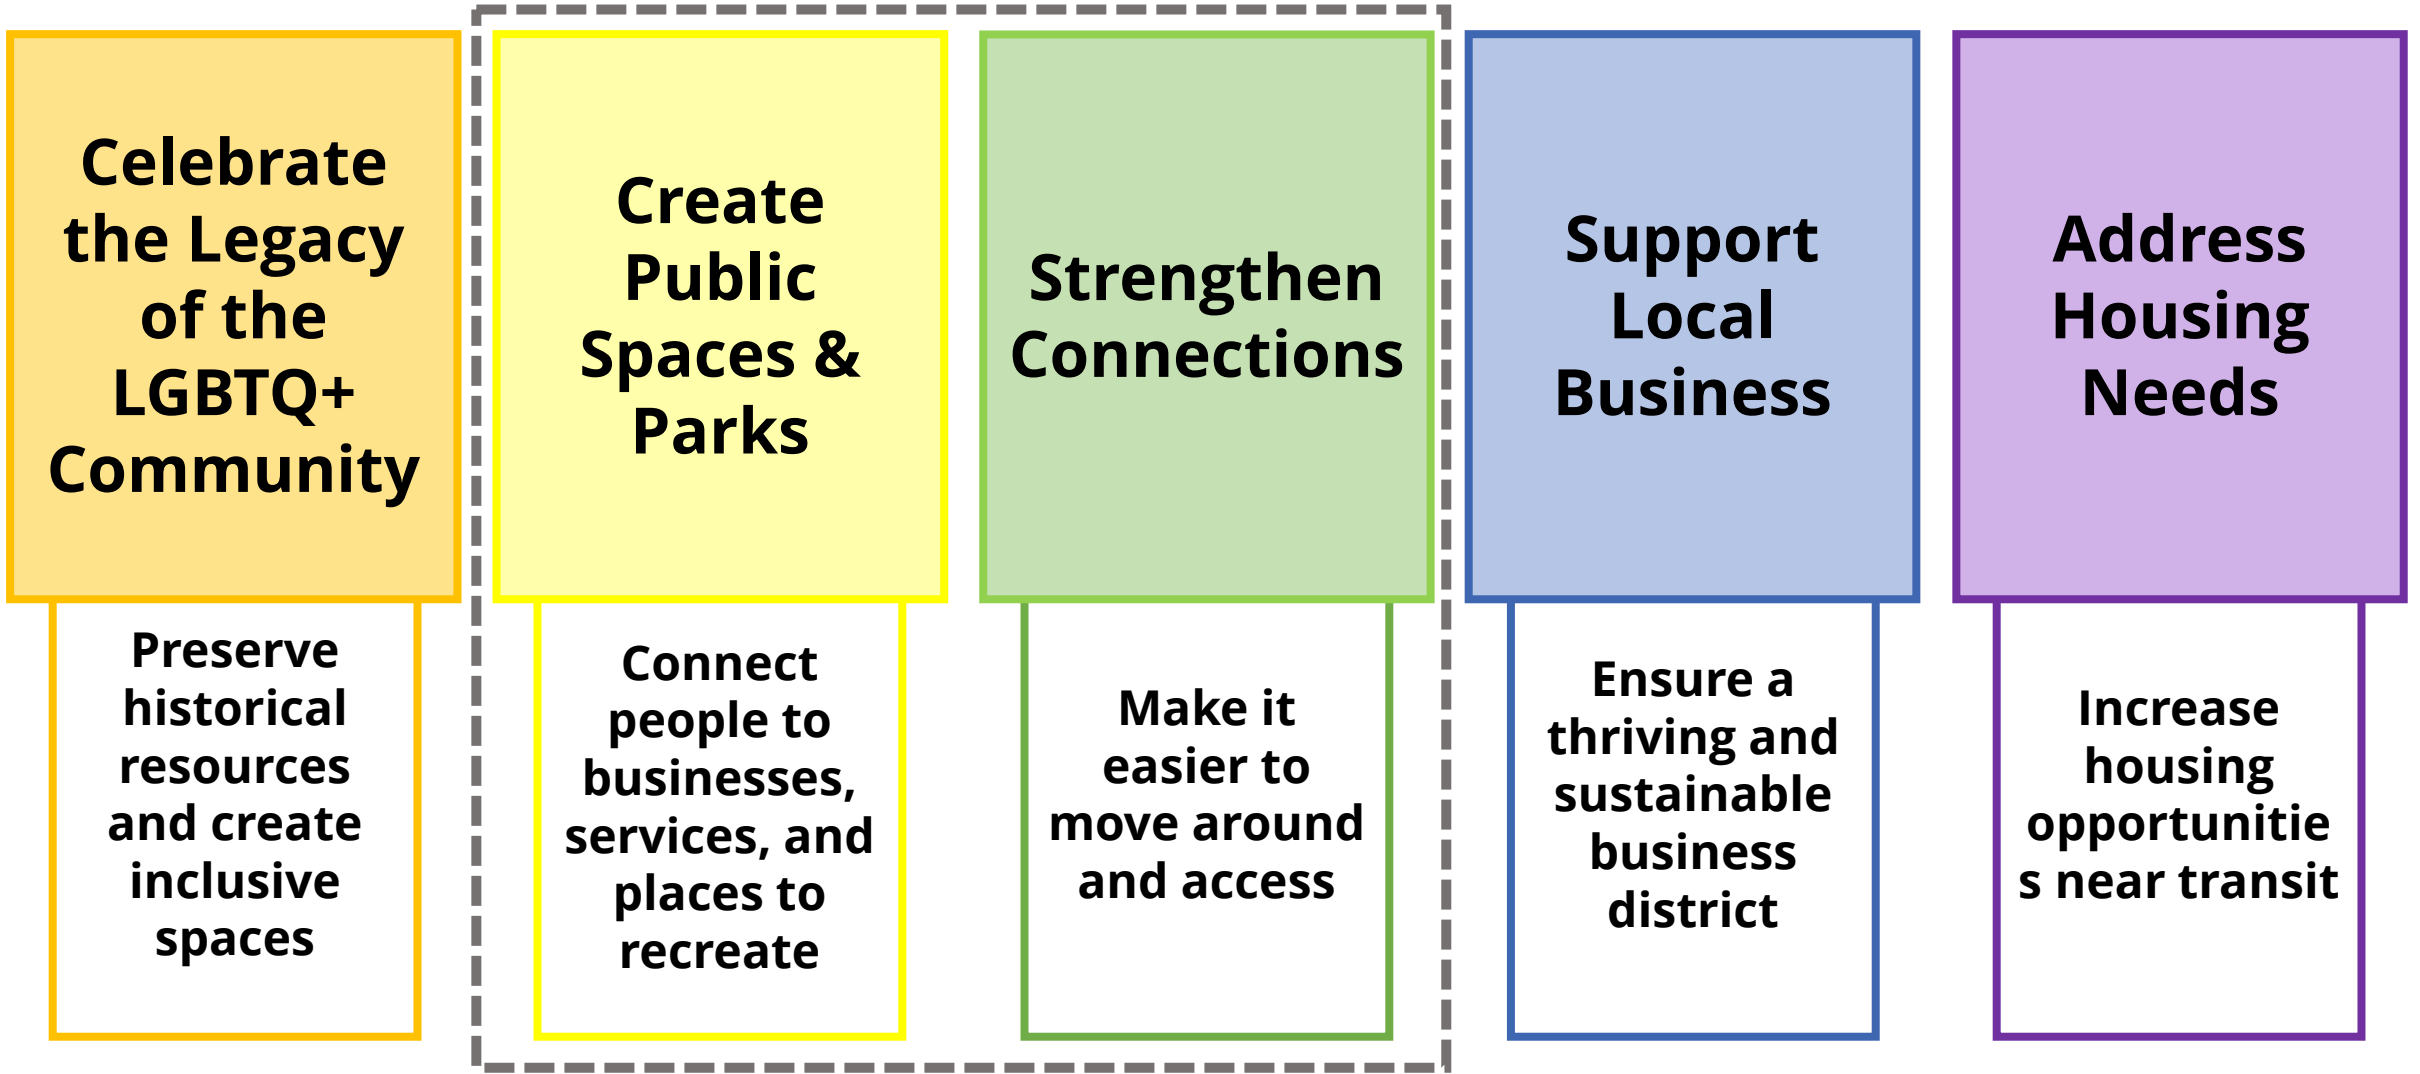 Celebrate
the Legacy
of the
LGBTQ+
Community
Preserve
historical
resources
and create
inclusive
spaces
Create
Public
Spaces &
Parks
Connect
people to
businesses,
services, and
places to
recreate
Strengthen
Connections
Make it
easier to
move around
and access
Support
Local
Business
Ensure a
thriving and
sustainable
business
district
Address
Housing
Needs
Increase
housing
opportunitie
s near transit